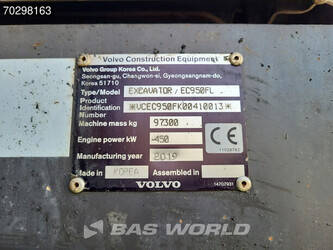 70298163
Volvo Construction Equipment
Volvo Group Korea Co., Ltd.
Seongsan-gu, Changwon-si, Gyeongsangnam-do,
Korea 51710
Type/Model EXCAVATOR/EC950FL
Product
Identification *VCEC950FK00410013*
Number
Machine mass kg 97300
Engine power kW 450
Manufacturing year 2019
CE
Made in KOREA Assembled in
VOLVO
14707931
BAS WORLD